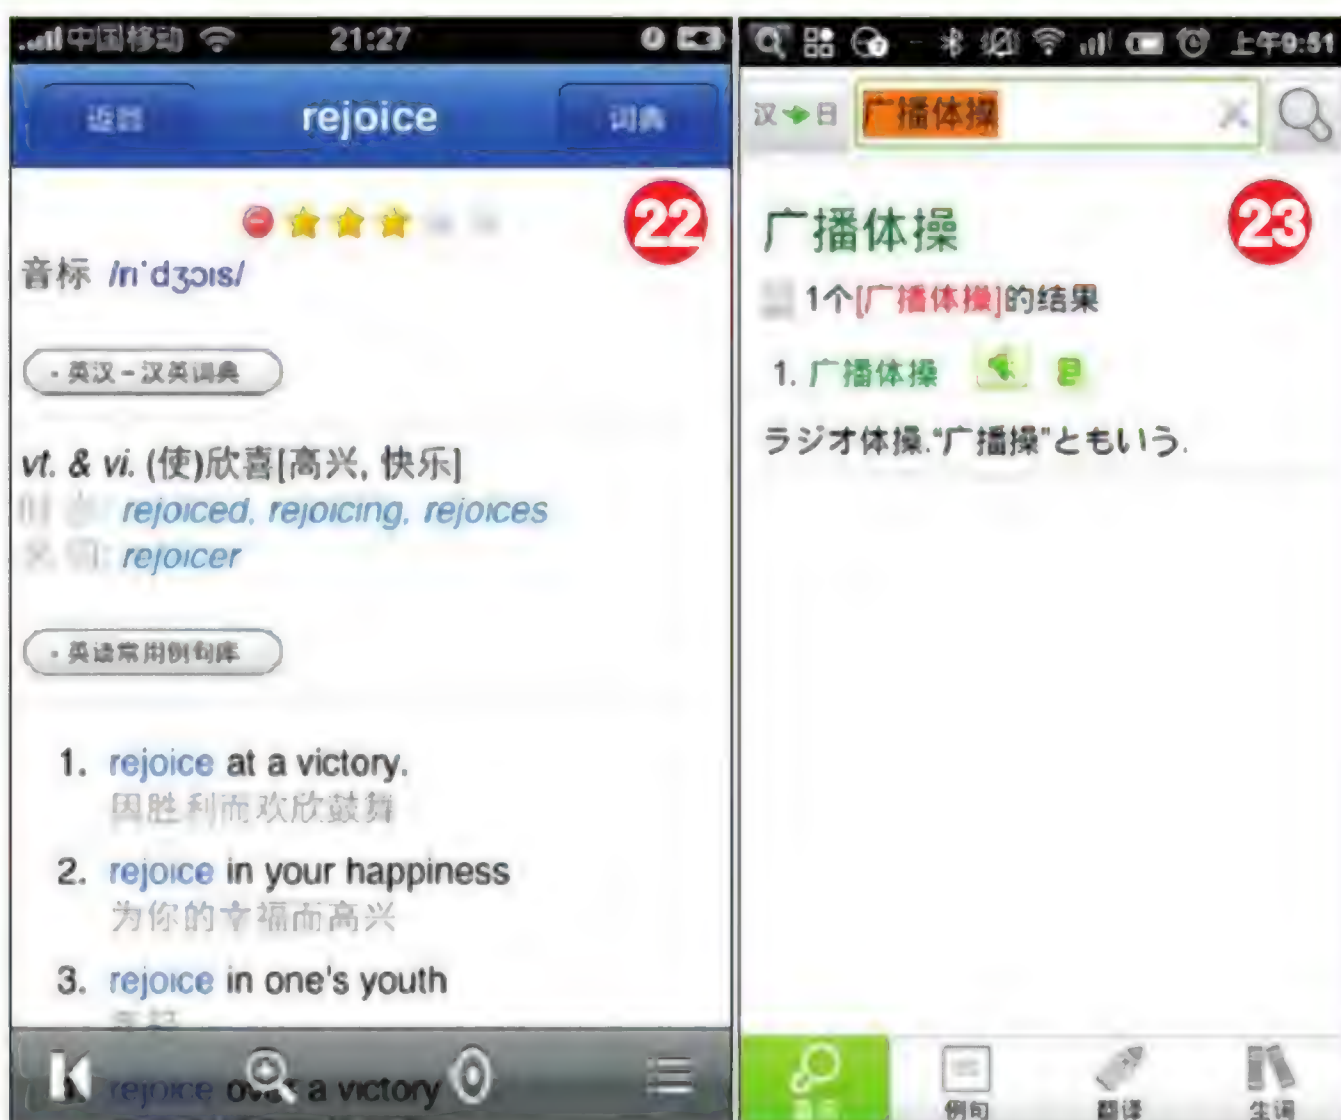 中国移动 21:27
返回 rejoice 词典
22
音标 /rɪˈdʒɔɪs/
· 英汉-汉英词典
vt. & vi. (使)欣喜[高兴, 快乐]
rejoiced, rejoicing, rejoices
名词: rejoicer
· 英语常用例句库
1. rejoice at a victory.
因胜利而欢欣鼓舞
2. rejoice in your happiness
为你的幸福而高兴
3. rejoice in one's youth
rejoice over a victory
上午9:51
汉 日 广播体操
广播体操
23
1个[广播体操]的结果
1. 广播体操
ラジオ体操.“广播操”ともいう.
例句 翻译 生词